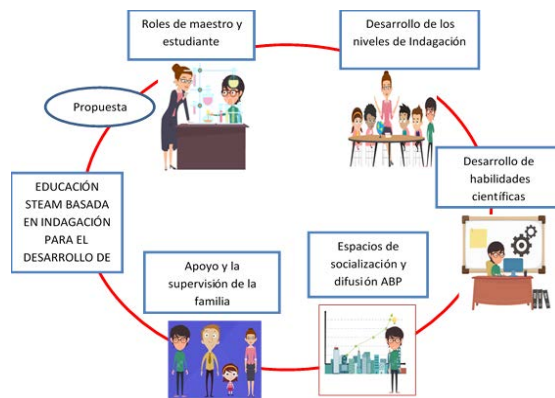 Roles de maestro y
estudiante
Desarrollo de los
niveles de Indagación
Propuesta
Desarrollo de
habilidades
científicas
EDUCACIÓN
STEAM BASADA
EN INDAGACIÓN
PARA EL
DESARROLLO DE
Espacios de
socialización y
difusión ABP
Apoyo y la
supervisión de la
familia